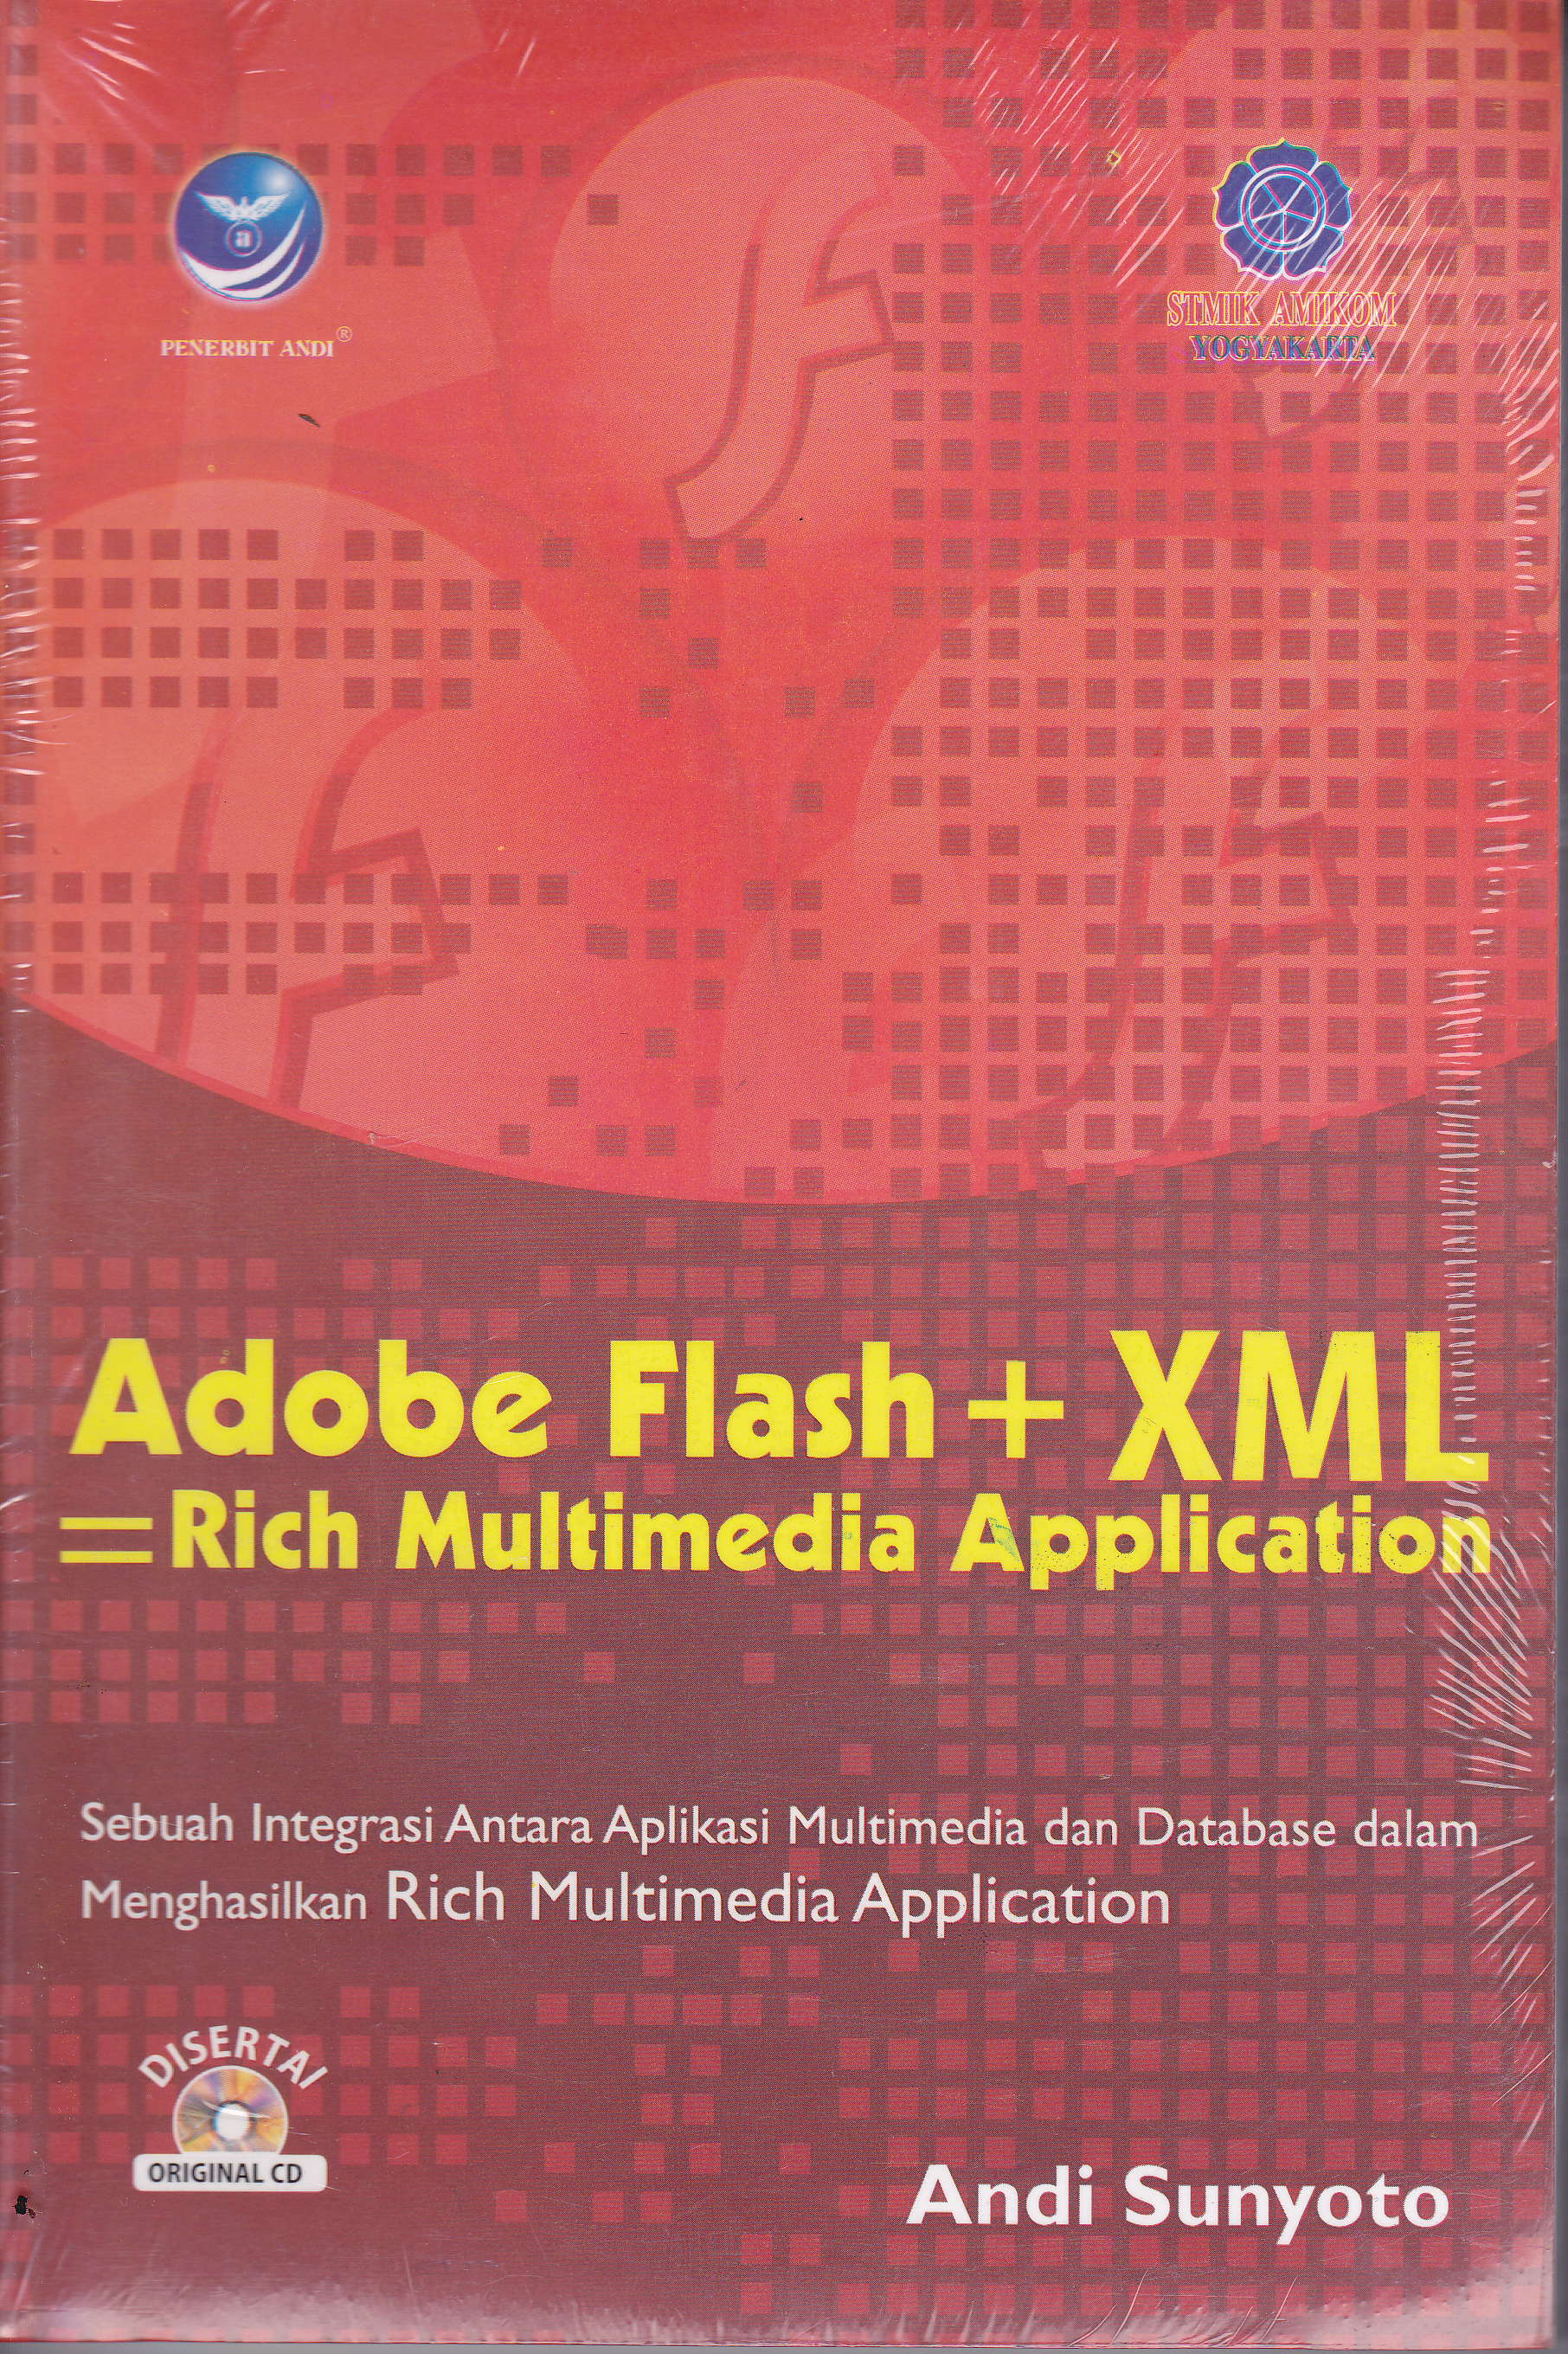 a
PENERBIT ANDI®
STMIK AMIKOM
YOGYAKARTA
Adobe Flash + XML
= Rich Multimedia Application
Sebuah Integrasi Antara Aplikasi Multimedia dan Database dalam
Menghasilkan Rich Multimedia Application
DISERTAI
ORIGINAL CD
Andi Sunyoto